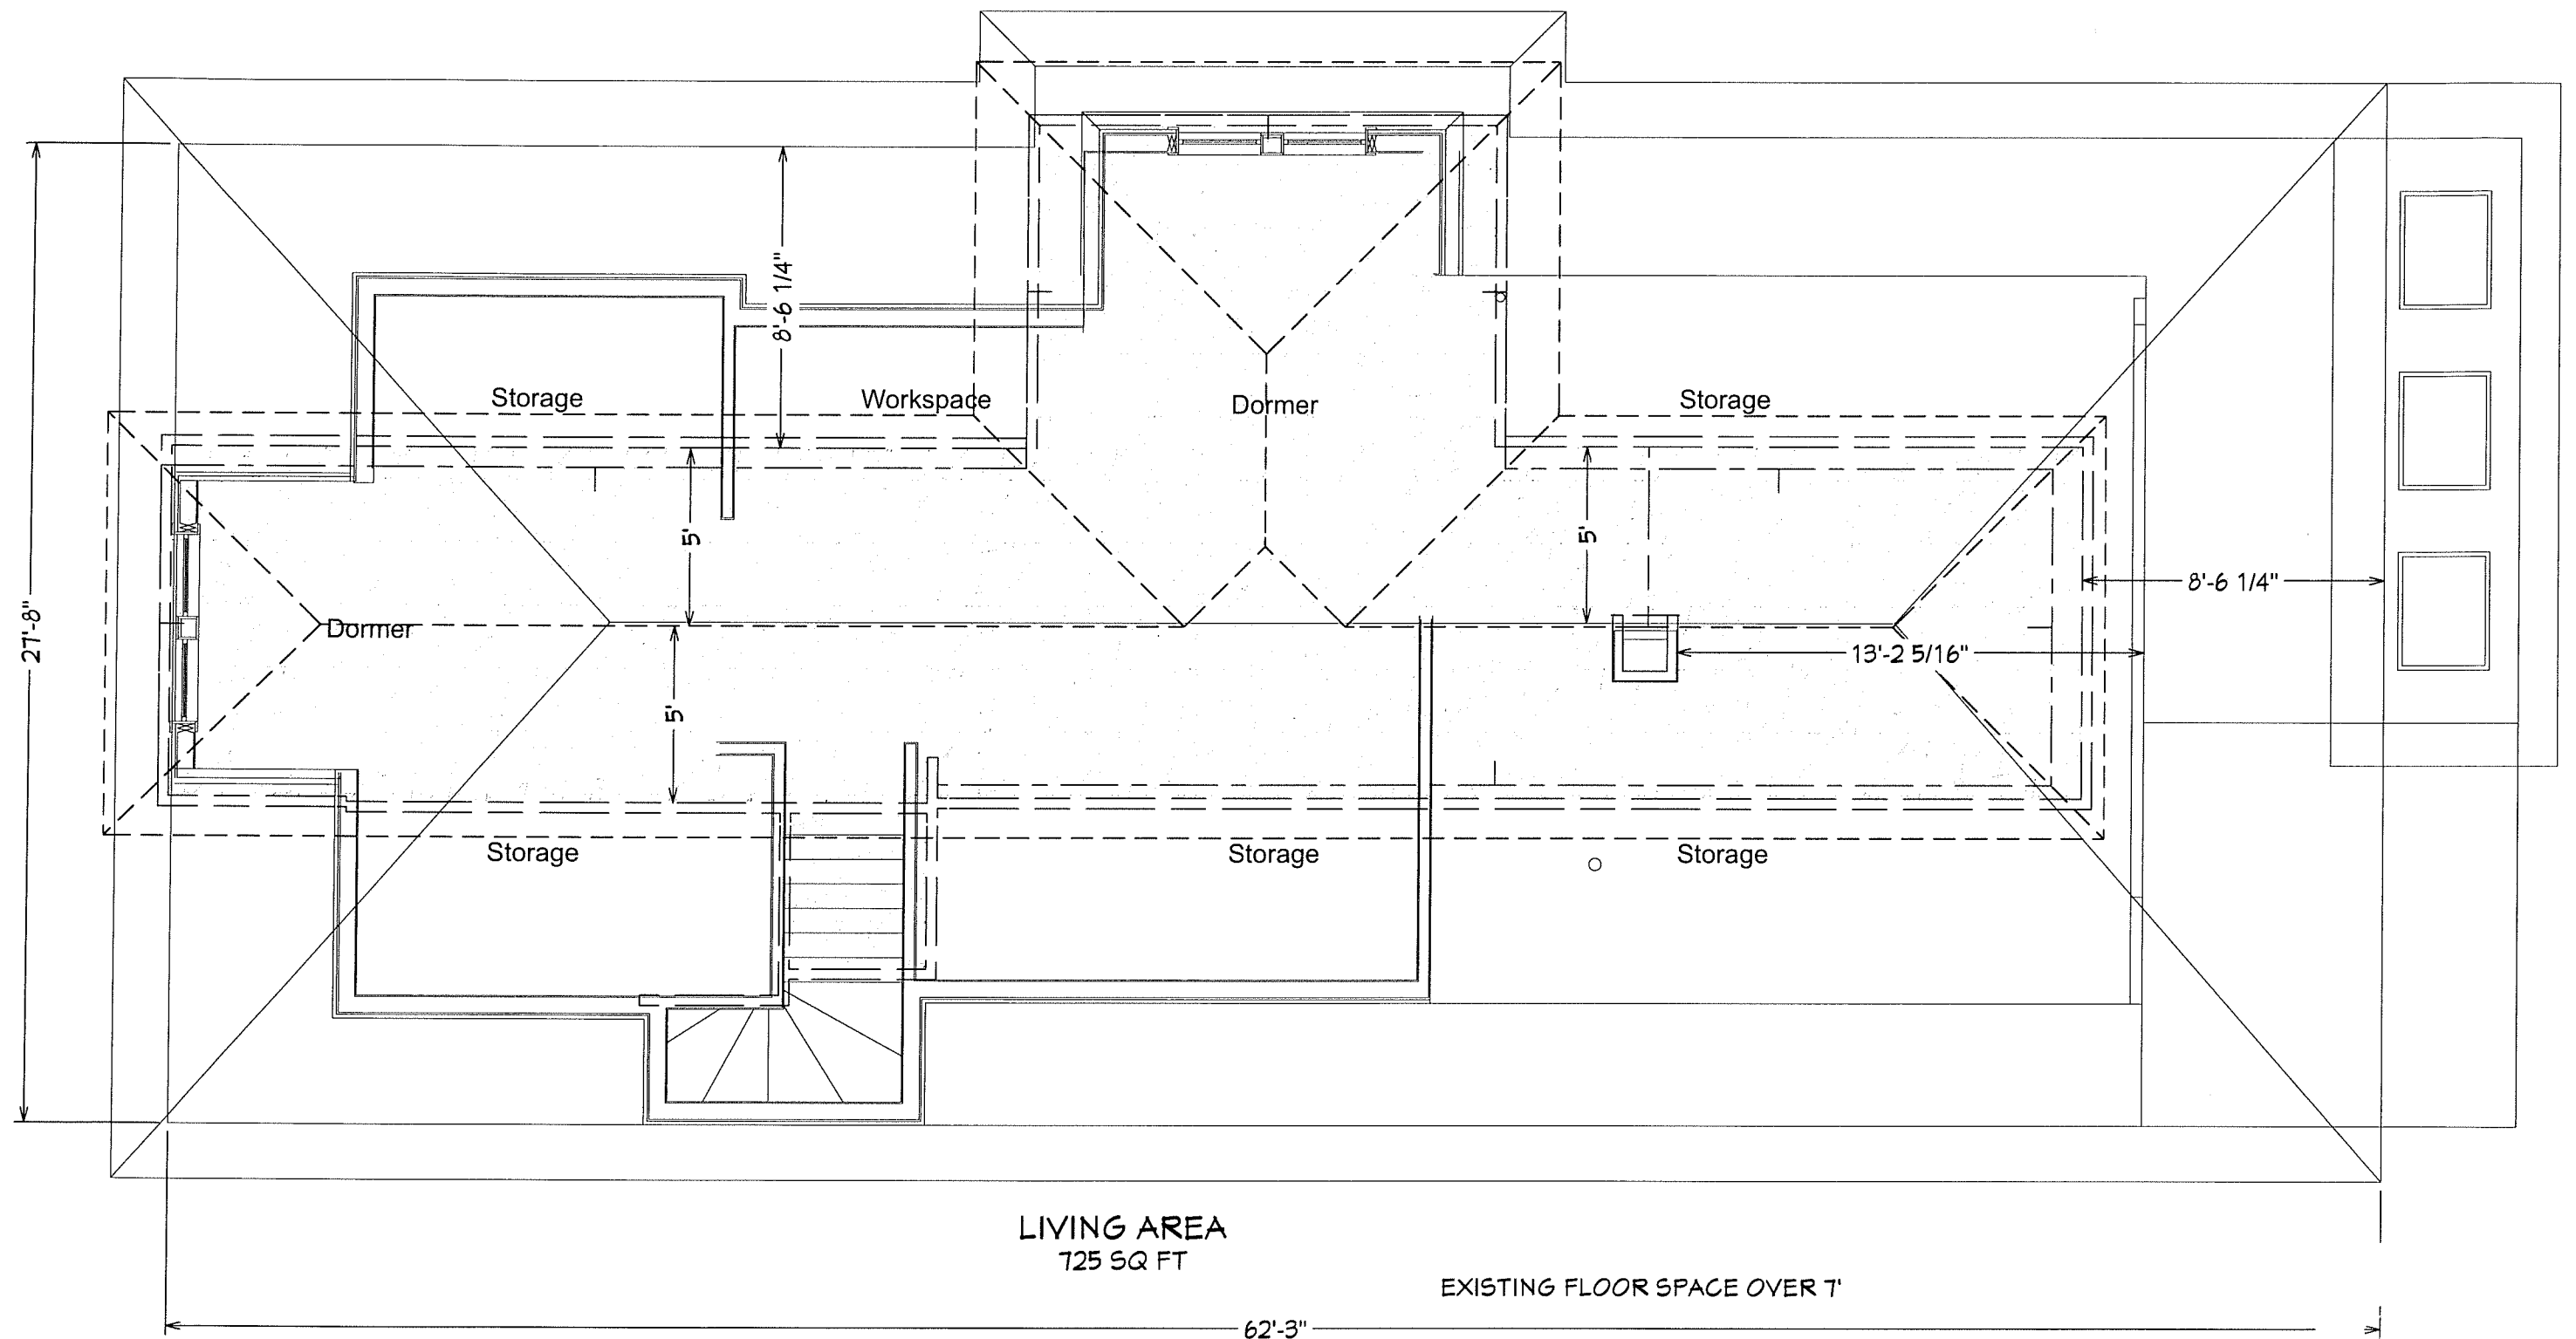 8'-6 1/4"
27'-8"
Storage
Workspace
Dormer
Storage
5'
5'
8'-6 1/4"
Dormer
13'-2 5/16"
5'
Storage
Storage
Storage
LIVING AREA
725 SQ FT
EXISTING FLOOR SPACE OVER 7'
62'-3"